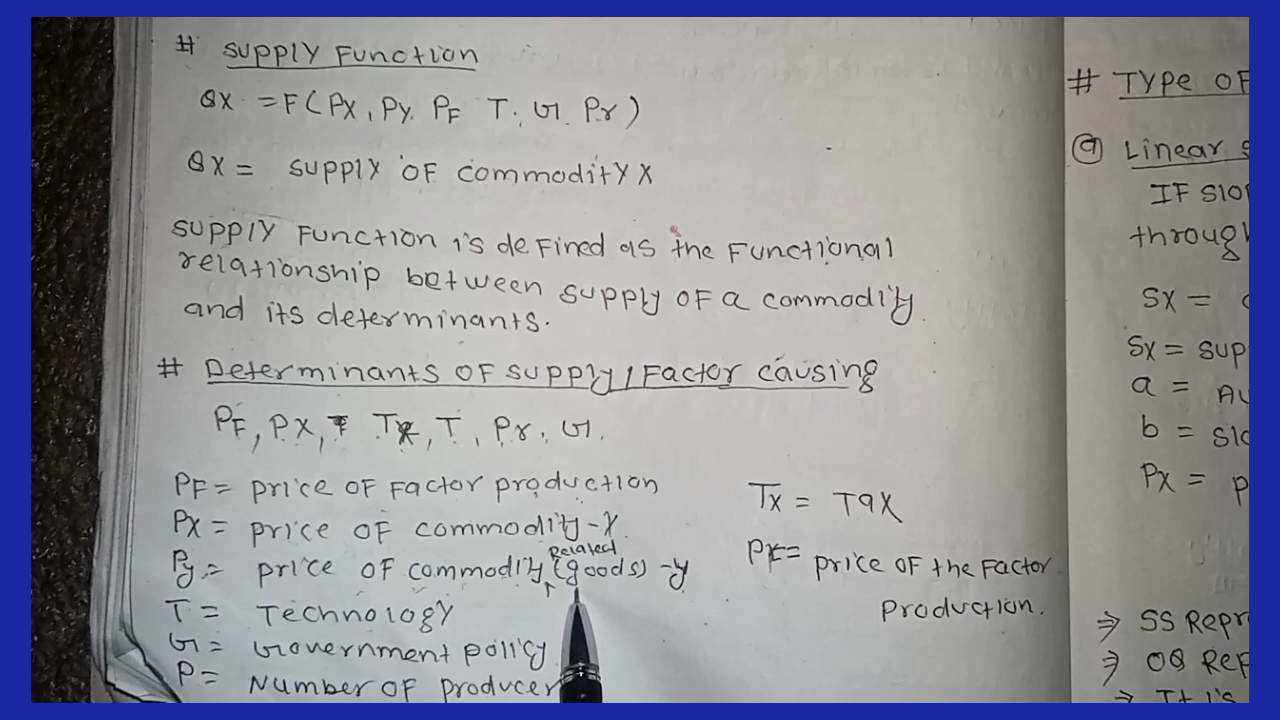 # Supply Function
QX = F(PX, Py. PF T. G. Pr)
QX = supply of commodity X
Supply Function is defined as the functional
relationship between supply of a commodity
and its determinants.
# Determinants of supply / Factor causing
PF, PX, Tx, T, Pr, G.
PF = price of factor production
PX = price of commodity-X
Related
Py = price of commodity (goods) -y
T = Technology
G = Government policy
P = Number of producer
Tx = Tax
PF = price of the factor
production.
# Type of
(a) Linear
IF slo
throug
SX =
SX = sup
a =
b = slo
PX = P
⇒ SS Repr
⇒ OQ Rep
⇒ It is